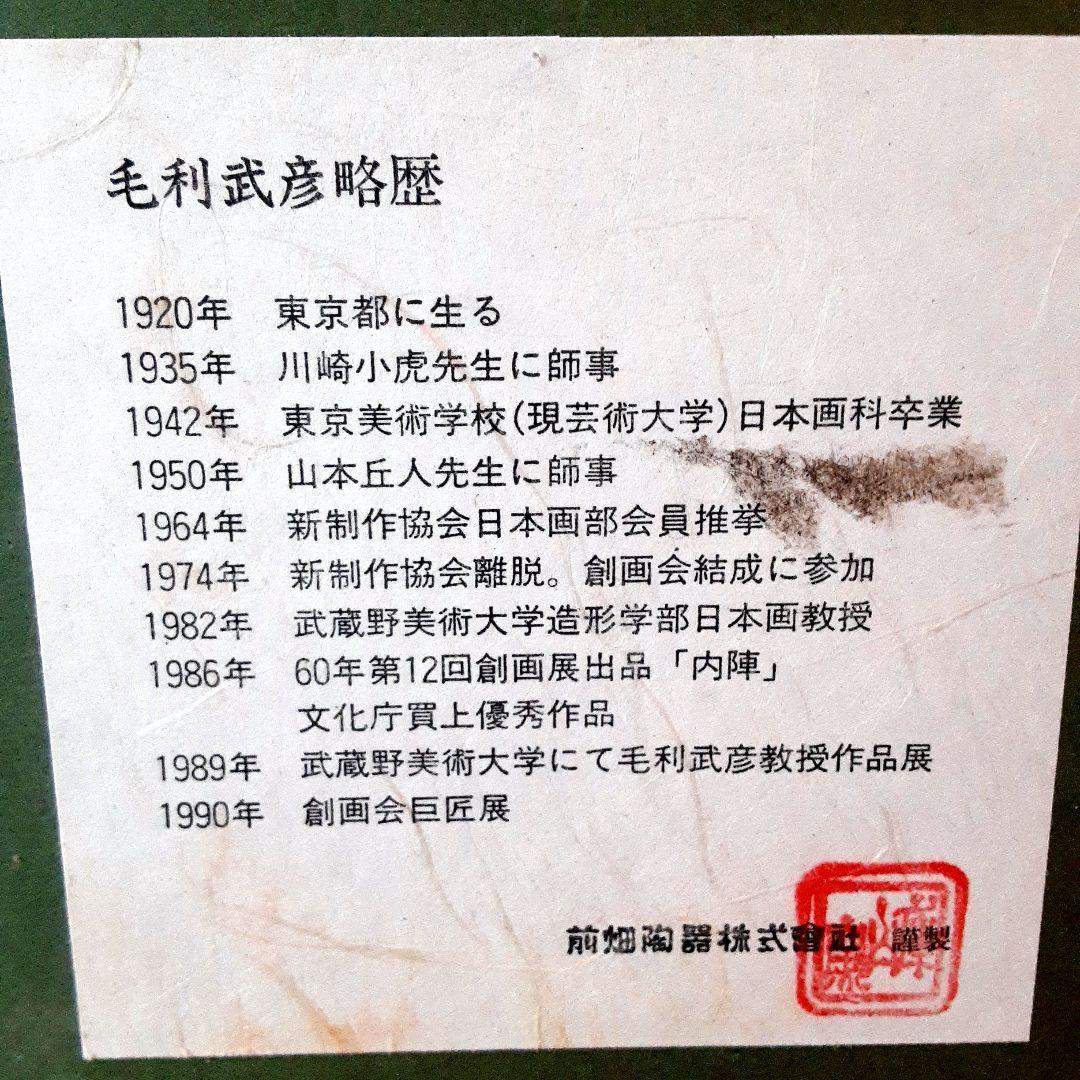 毛利武彦略歴
1920年 東京都に生る
1935年 川崎小虎先生に師事
1942年 東京美術学校(現芸術大学)日本画科卒業
1950年 山本丘人先生に師事
1964年 新制作協会日本画部会員推挙
1974年 新制作協会離脱。創画会結成に参加
1982年 武蔵野美術大学造形学部日本画教授
1986年 60年第12回創画展出品「内陣」
文化庁買上優秀作品
1989年 武蔵野美術大学にて毛利武彦教授作品展
1990年 創画会巨匠展
前畑陶器株式會社 謹製